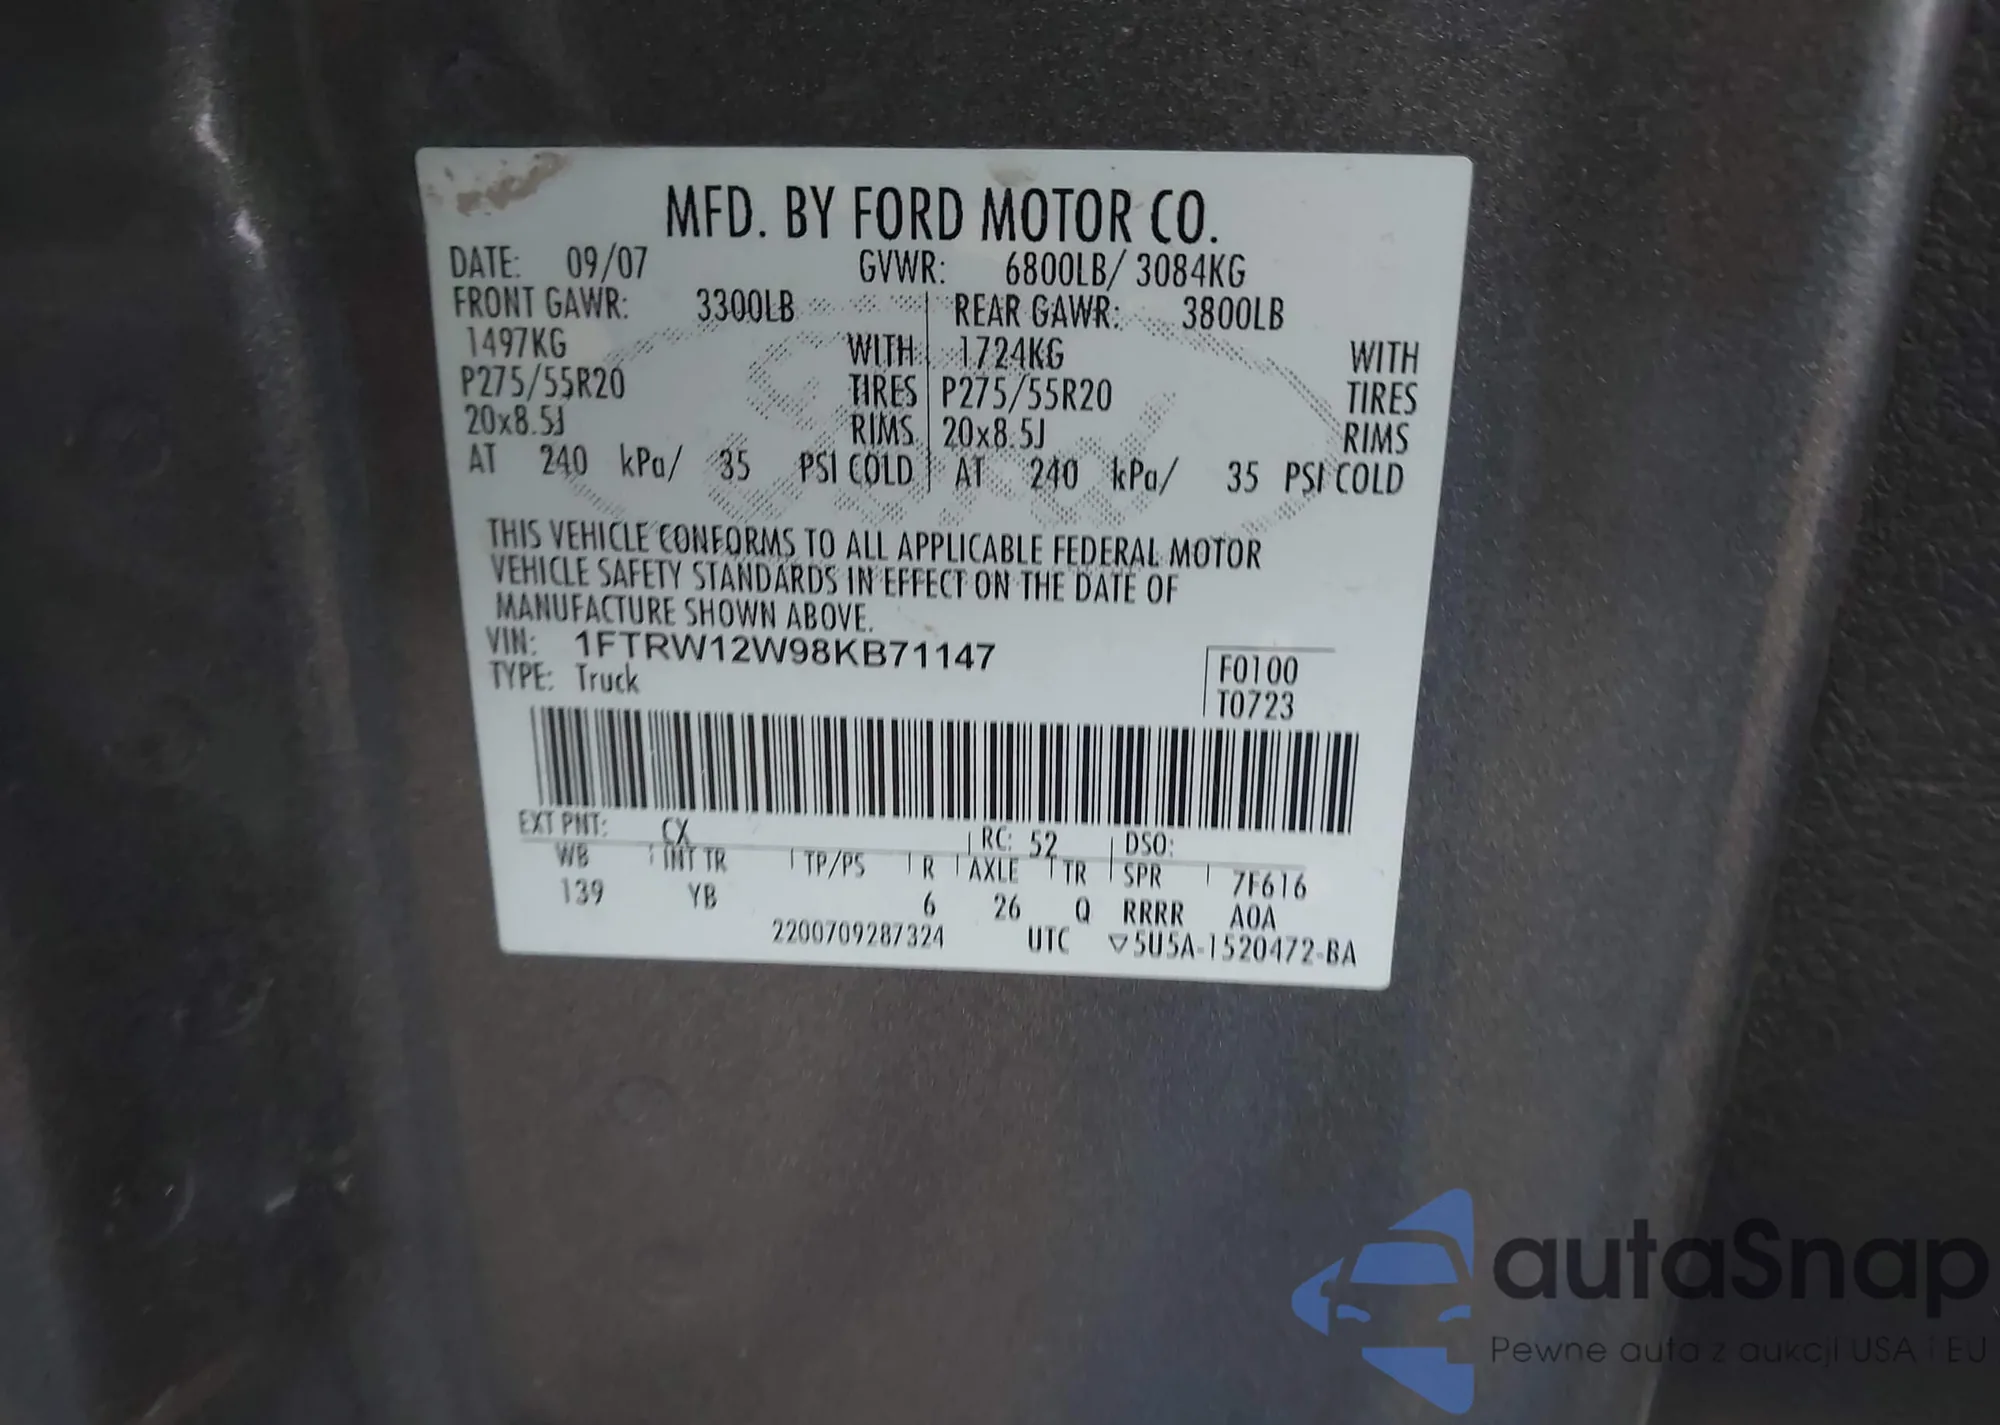 MFD. BY FORD MOTOR CO.
DATE: 09/07 GVWR: 6800LB/ 3084KG
FRONT GAWR: 3300LB REAR GAWR: 3800LB
1497KG WITH 1724KG WITH
P275/55R20 TIRES P275/55R20 TIRES
20x8.5J RIMS 20x8.5J RIMS
AT 240 kPa/ 35 PSI COLD AT 240 kPa/ 35 PSI COLD
THIS VEHICLE CONFORMS TO ALL APPLICABLE FEDERAL MOTOR
VEHICLE SAFETY STANDARDS IN EFFECT ON THE DATE OF
MANUFACTURE SHOWN ABOVE.
VIN: 1FTRW12W98KB71147
TYPE: Truck
F0100
T0723
EXT PNT: CX RC: 52 DSO:
WB INT TR TP/PS R AXLE TR SPR 7F616
139 YB 6 26 Q RRRR A0A
2200709287324 UTC ▽5U5A-1520472-BA
autaSnap
Pewne auta z aukcji USA i EU